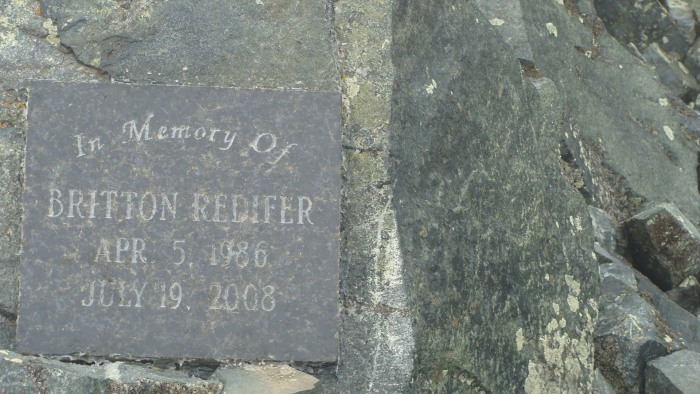 In Memory Of
BRITTON REDIFER
APR. 5, 1986
JULY 19, 2008